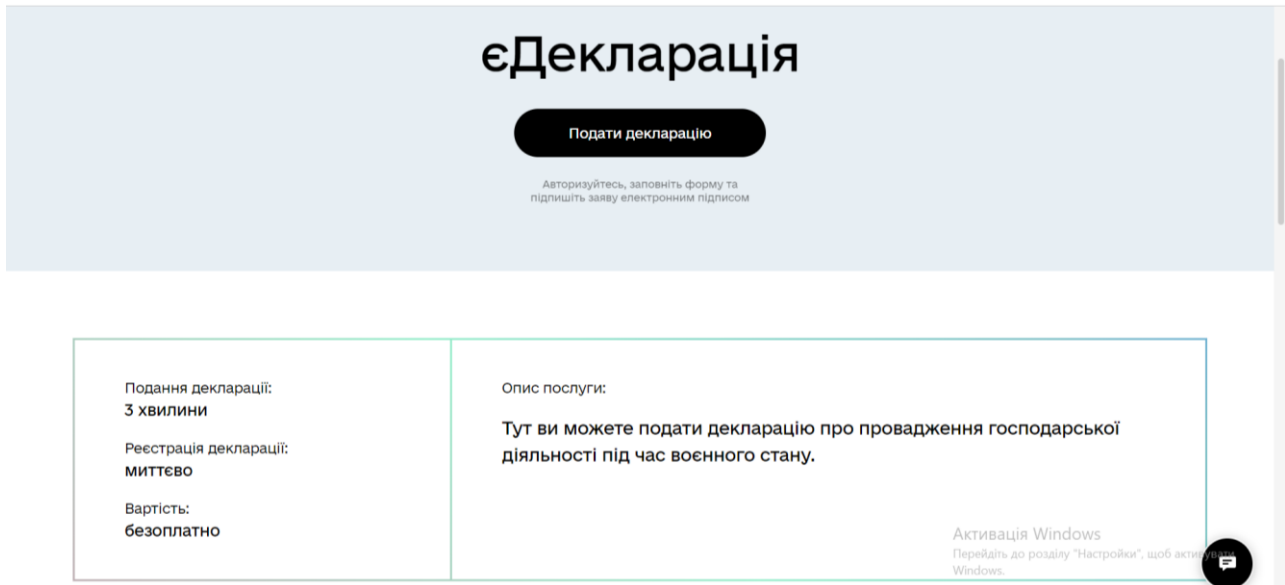 єДекларація
Подати декларацію
Авторизуйтесь, заповніть форму та
підпишіть заяву електронним підписом
Подання декларації:
3 хвилини
Реєстрація декларації:
миттєво
Вартість:
безоплатно
Опис послуги:
Тут ви можете подати декларацію про провадження господарської
діяльності під час воєнного стану.
Активація Windows
Перейдіть до розділу "Настройки", щоб активувати
Windows.